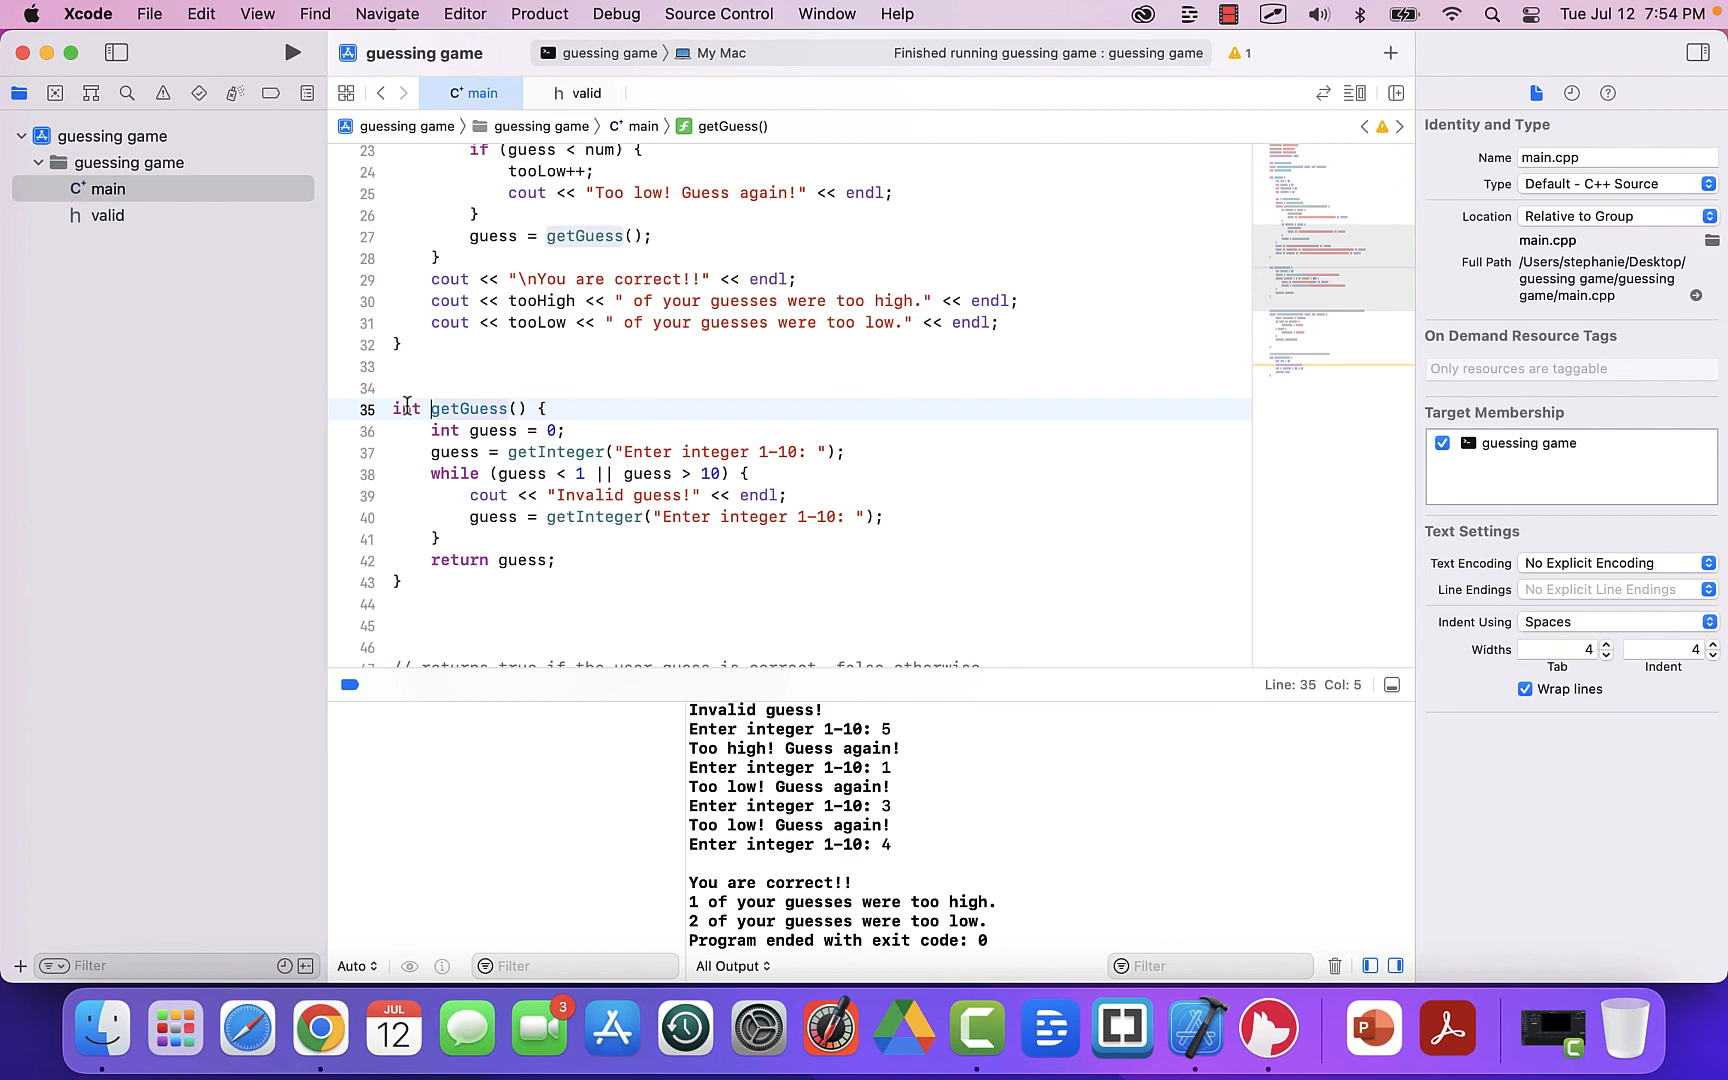 Xcode File Edit View Find Navigate Editor Product Debug Source Control Window Help Tue Jul 12 7:54 PM
guessing game guessing game My Mac Finished running guessing game : guessing game 1
main valid
guessing game guessing game main getGuess()
guessing game
guessing game
main
valid
23 if (guess < num) {
24 tooLow++;
25 cout << "Too low! Guess again!" << endl;
26 }
27 guess = getGuess();
28 }
29 cout << "\nYou are correct!!" << endl;
30 cout << tooHigh << " of your guesses were too high." << endl;
31 cout << tooLow << " of your guesses were too low." << endl;
32 }
33
34
35 int getGuess() {
36 int guess = 0;
37 guess = getInteger("Enter integer 1-10: ");
38 while (guess < 1 || guess > 10) {
39 cout << "Invalid guess!" << endl;
40 guess = getInteger("Enter integer 1-10: ");
41 }
42 return guess;
43 }
44
45
46
47 // returns true if the user guess is correct, false otherwise
Line: 35 Col: 5
Invalid guess!
Enter integer 1-10: 5
Too high! Guess again!
Enter integer 1-10: 1
Too low! Guess again!
Enter integer 1-10: 3
Too low! Guess again!
Enter integer 1-10: 4
You are correct!!
1 of your guesses were too high.
2 of your guesses were too low.
Program ended with exit code: 0
Filter
Auto Filter All Output Filter
Identity and Type
Name main.cpp
Type Default - C++ Source
Location Relative to Group
main.cpp
Full Path /Users/stephanie/Desktop/
guessing game/guessing
game/main.cpp
On Demand Resource Tags
Only resources are taggable
Target Membership
guessing game
Text Settings
Text Encoding No Explicit Encoding
Line Endings No Explicit Line Endings
Indent Using Spaces
Widths 4 4
Tab Indent
Wrap lines
JUL
12
3